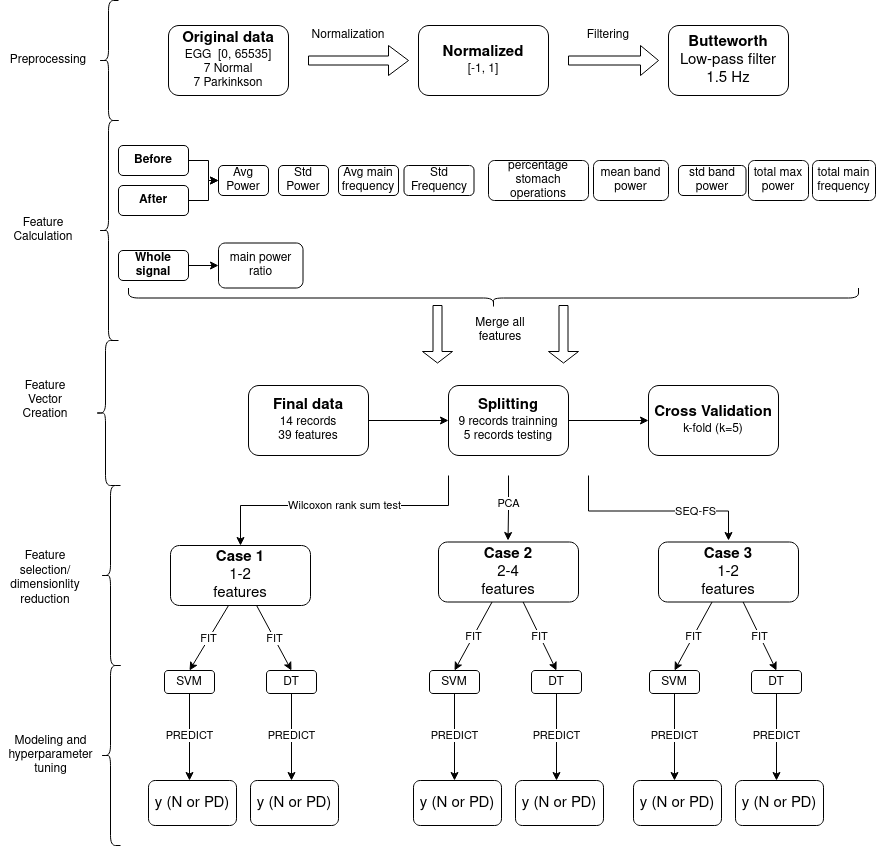 Preprocessing
Original data
EGG [0, 65535]
7 Normal
7 Parkinkson
Normalization
Normalized
[-1, 1]
Filtering
Butteworth
Low-pass filter
1.5 Hz
Feature
Calculation
Before
After
Avg
Power
Std
Power
Avg main
frequency
Std
Frequency
percentage
stomach
operations
mean band
power
std band
power
total max
power
total main
frequency
Whole
signal
main power
ratio
Merge all
features
Feature
Vector
Creation
Final data
14 records
39 features
Splitting
9 records trainning
5 records testing
Cross Validation
k-fold (k=5)
Feature
selection/
dimensionlity
reduction
Wilcoxon rank sum test
PCA
SEQ-FS
Case 1
1-2
features
Case 2
2-4
features
Case 3
1-2
features
FIT
FIT
FIT
FIT
FIT
FIT
Modeling and
hyperparameter
tuning
SVM
DT
SVM
DT
SVM
DT
PREDICT
PREDICT
PREDICT
PREDICT
PREDICT
PREDICT
y (N or PD)
y (N or PD)
y (N or PD)
y (N or PD)
y (N or PD)
y (N or PD)